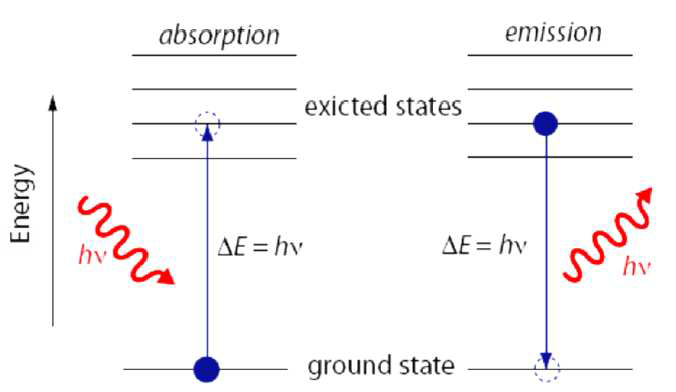 absorption
emission
exicted states
Energy
hν
ΔE = hν
ΔE = hν
hν
ground state